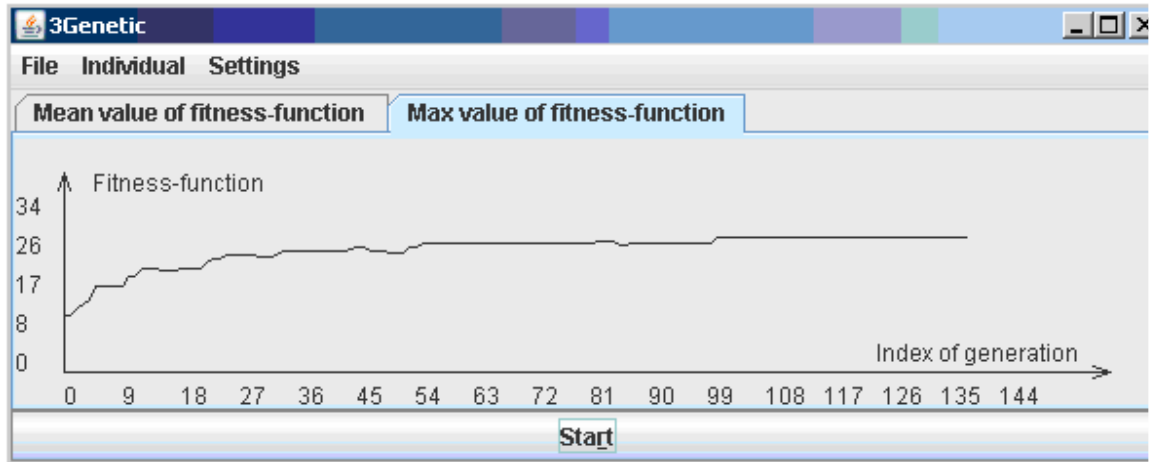 3Genetic
File Individual Settings
Mean value of fitness-function Max value of fitness-function
Fitness-function
34
26
17
8
0
Index of generation
0 9 18 27 36 45 54 63 72 81 90 99 108 117 126 135 144
Start